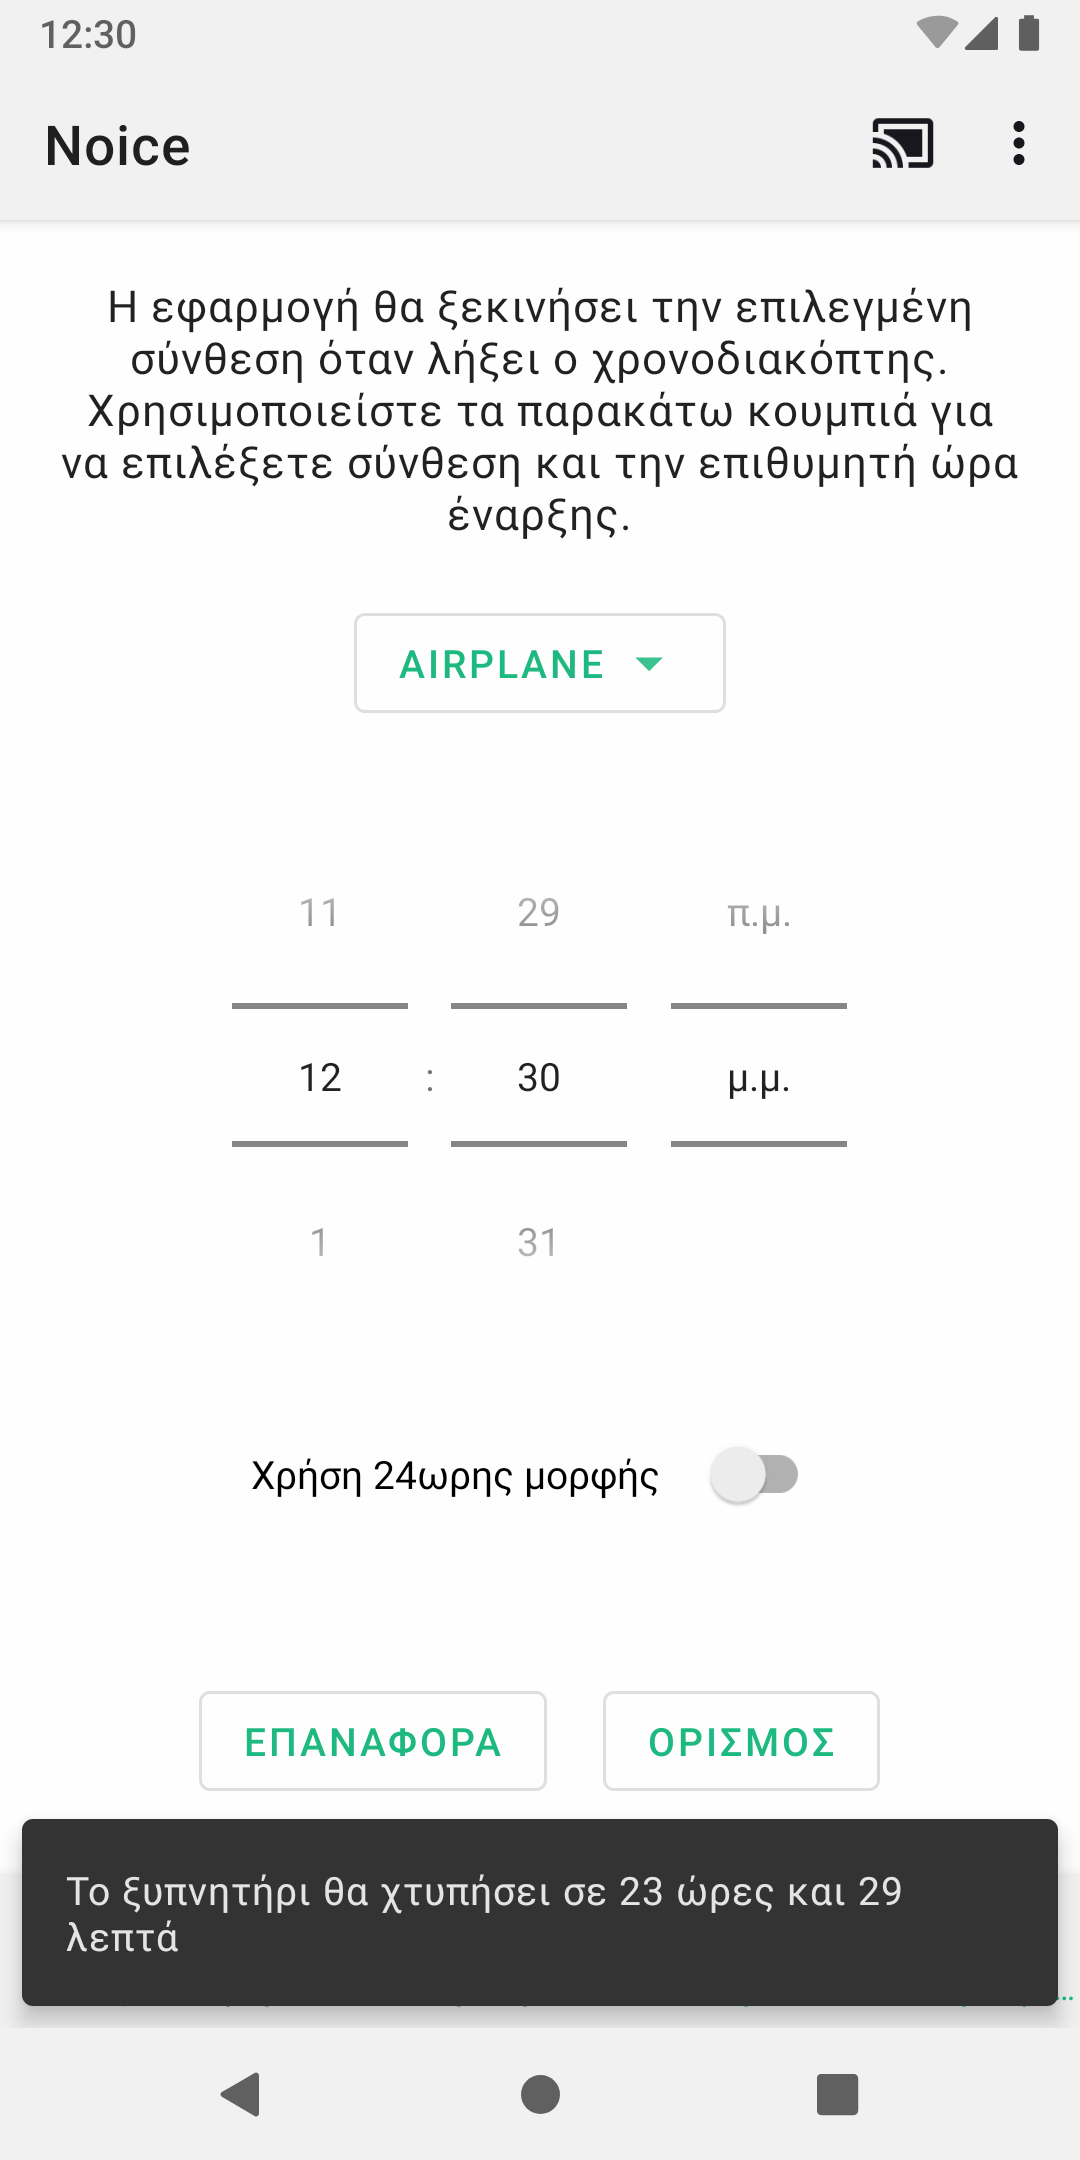 12:30
Noice
Η εφαρμογή θα ξεκινήσει την επιλεγμένη
σύνθεση όταν λήξει ο χρονοδιακόπτης.
Χρησιμοποιείστε τα παρακάτω κουμπιά για
να επιλέξετε σύνθεση και την επιθυμητή ώρα
έναρξης.
AIRPLANE
11 29 π.μ.
12 : 30 μ.μ.
1 31
Χρήση 24ωρης μορφής
ΕΠΑΝΑΦΟΡΑ ΟΡΙΣΜΟΣ
Το ξυπνητήρι θα χτυπήσει σε 23 ώρες και 29
λεπτά